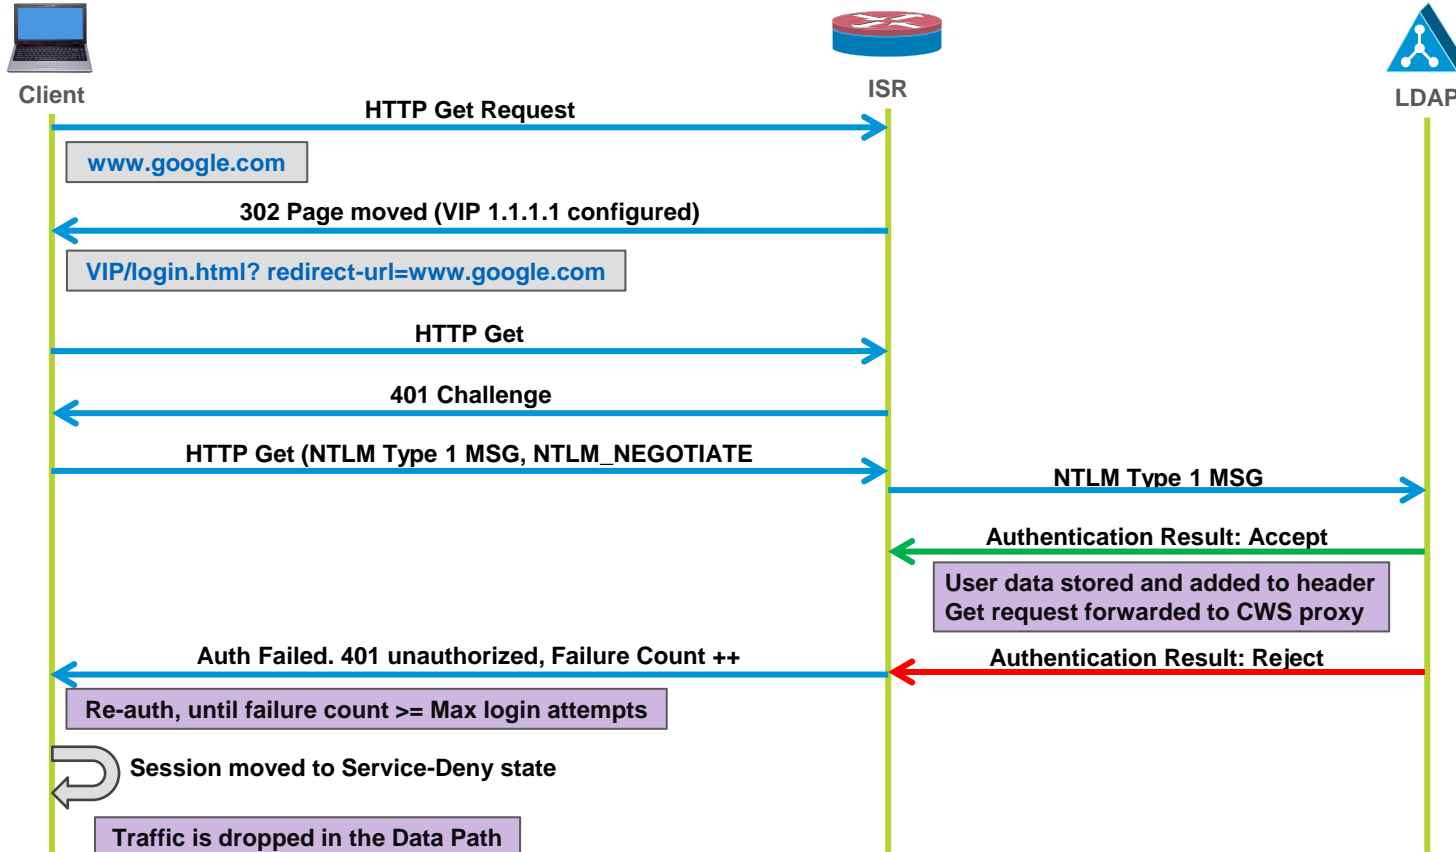 Client
ISR
LDAP
HTTP Get Request
www.google.com
302 Page moved (VIP 1.1.1.1 configured)
VIP/login.html? redirect-url=www.google.com
HTTP Get
401 Challenge
HTTP Get (NTLM Type 1 MSG, NTLM_NEGOTIATE
NTLM Type 1 MSG
Authentication Result: Accept
User data stored and added to header
Get request forwarded to CWS proxy
Auth Failed. 401 unauthorized, Failure Count ++
Authentication Result: Reject
Re-auth, until failure count >= Max login attempts
Session moved to Service-Deny state
Traffic is dropped in the Data Path